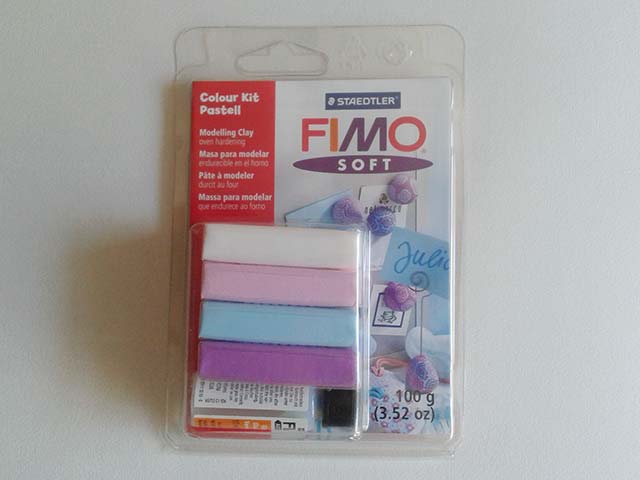 Colour Kit
Pastell
Modelling Clay
oven hardening
Masa para modelar
endurecible en el horno
Pâte à modeler
durcit au four
Massa para modelar
que endurece ao forno
STAEDTLER
FIMO®
SOFT
Julia
100 g
(3.52 oz)